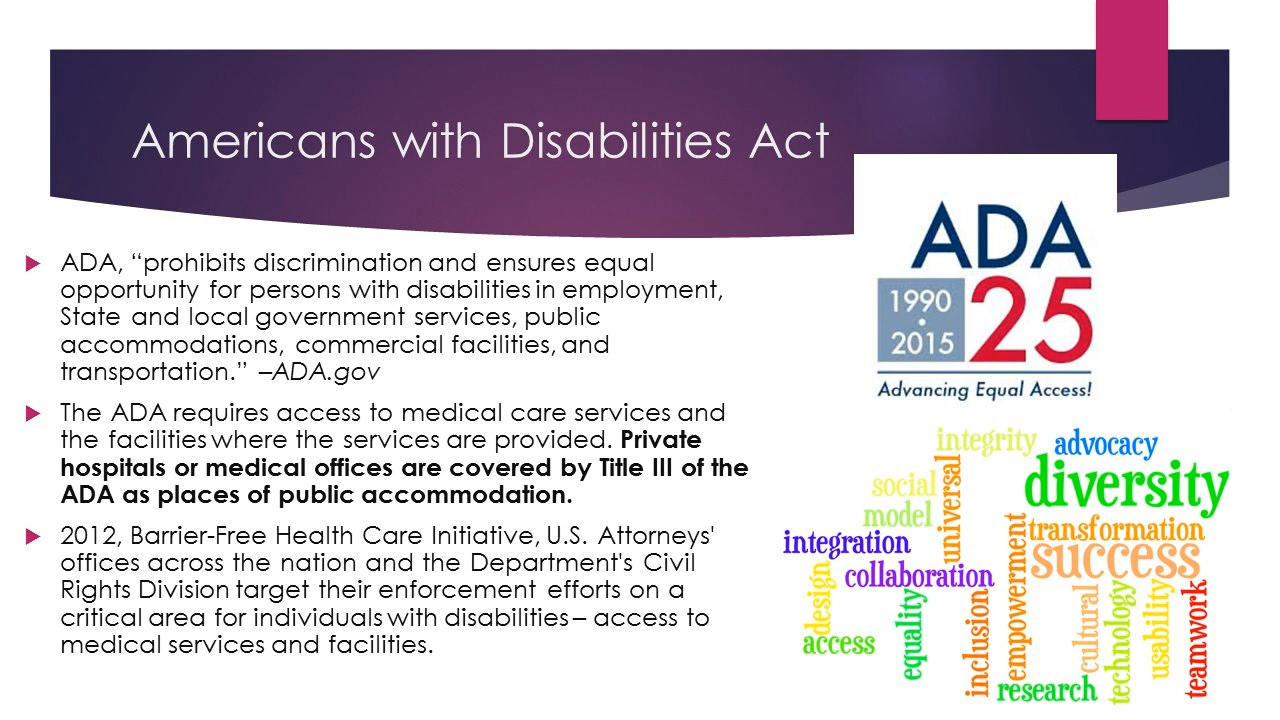 Americans with Disabilities Act
ADA, “prohibits discrimination and ensures equal
opportunity for persons with disabilities in employment,
State and local government services, public
accommodations, commercial facilities, and
transportation.” –ADA.gov
The ADA requires access to medical care services and
the facilities where the services are provided. Private
hospitals or medical offices are covered by Title III of the
ADA as places of public accommodation.
2012, Barrier-Free Health Care Initiative, U.S. Attorneys'
offices across the nation and the Department's Civil
Rights Division target their enforcement efforts on a
critical area for individuals with disabilities – access to
medical services and facilities.
ADA
1990
•
2015
25
Advancing Equal Access!
integrity
advocacy
social
model
universal
diversity
integration
transformation
success
collaboration
design
access
equality
inclusion
empowerment
cultural
technology
usability
teamwork
research